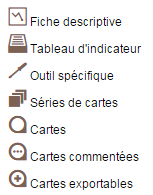 Fiche descriptive
Tableau d'indicateur
Outil spécifique
Séries de cartes
Cartes
Cartes commentées
Cartes exportables